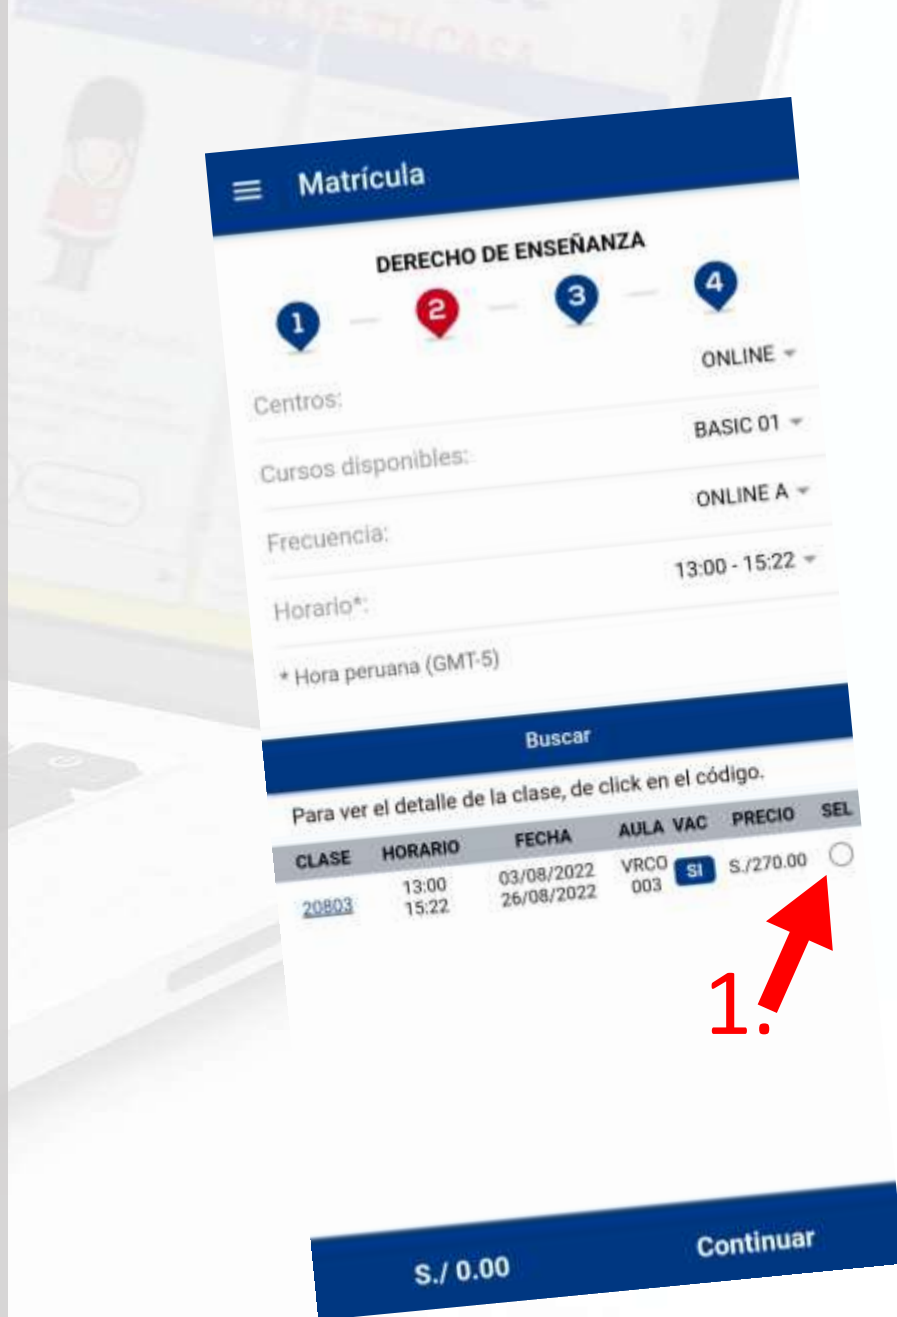 Matrícula
DERECHO DE ENSEÑANZA
1 2 3 4
Centros: ONLINE
Cursos disponibles: BASIC 01
Frecuencia: ONLINE A
Horario*: 13:00 - 15:22
* Hora peruana (GMT-5)
Buscar
Para ver el detalle de la clase, de click en el código.
CLASE HORARIO FECHA AULA VAC PRECIO SEL
20803 13:00 15:22 03/08/2022 26/08/2022 VRCO 003 SI S./270.00
1.
S./ 0.00 Continuar